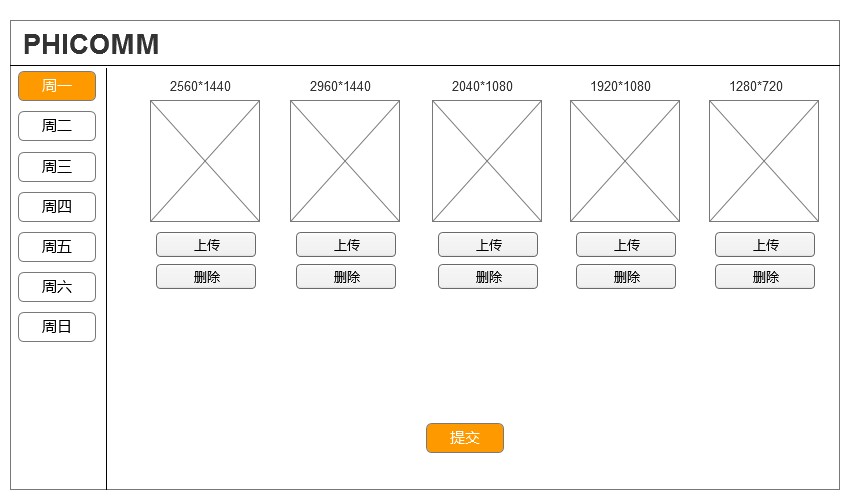 PHICOMM
周一
周二
周三
周四
周五
周六
周日
2560*1440 2960*1440 2040*1080 1920*1080 1280*720
上传 上传 上传 上传 上传
删除 删除 删除 删除 删除
提交